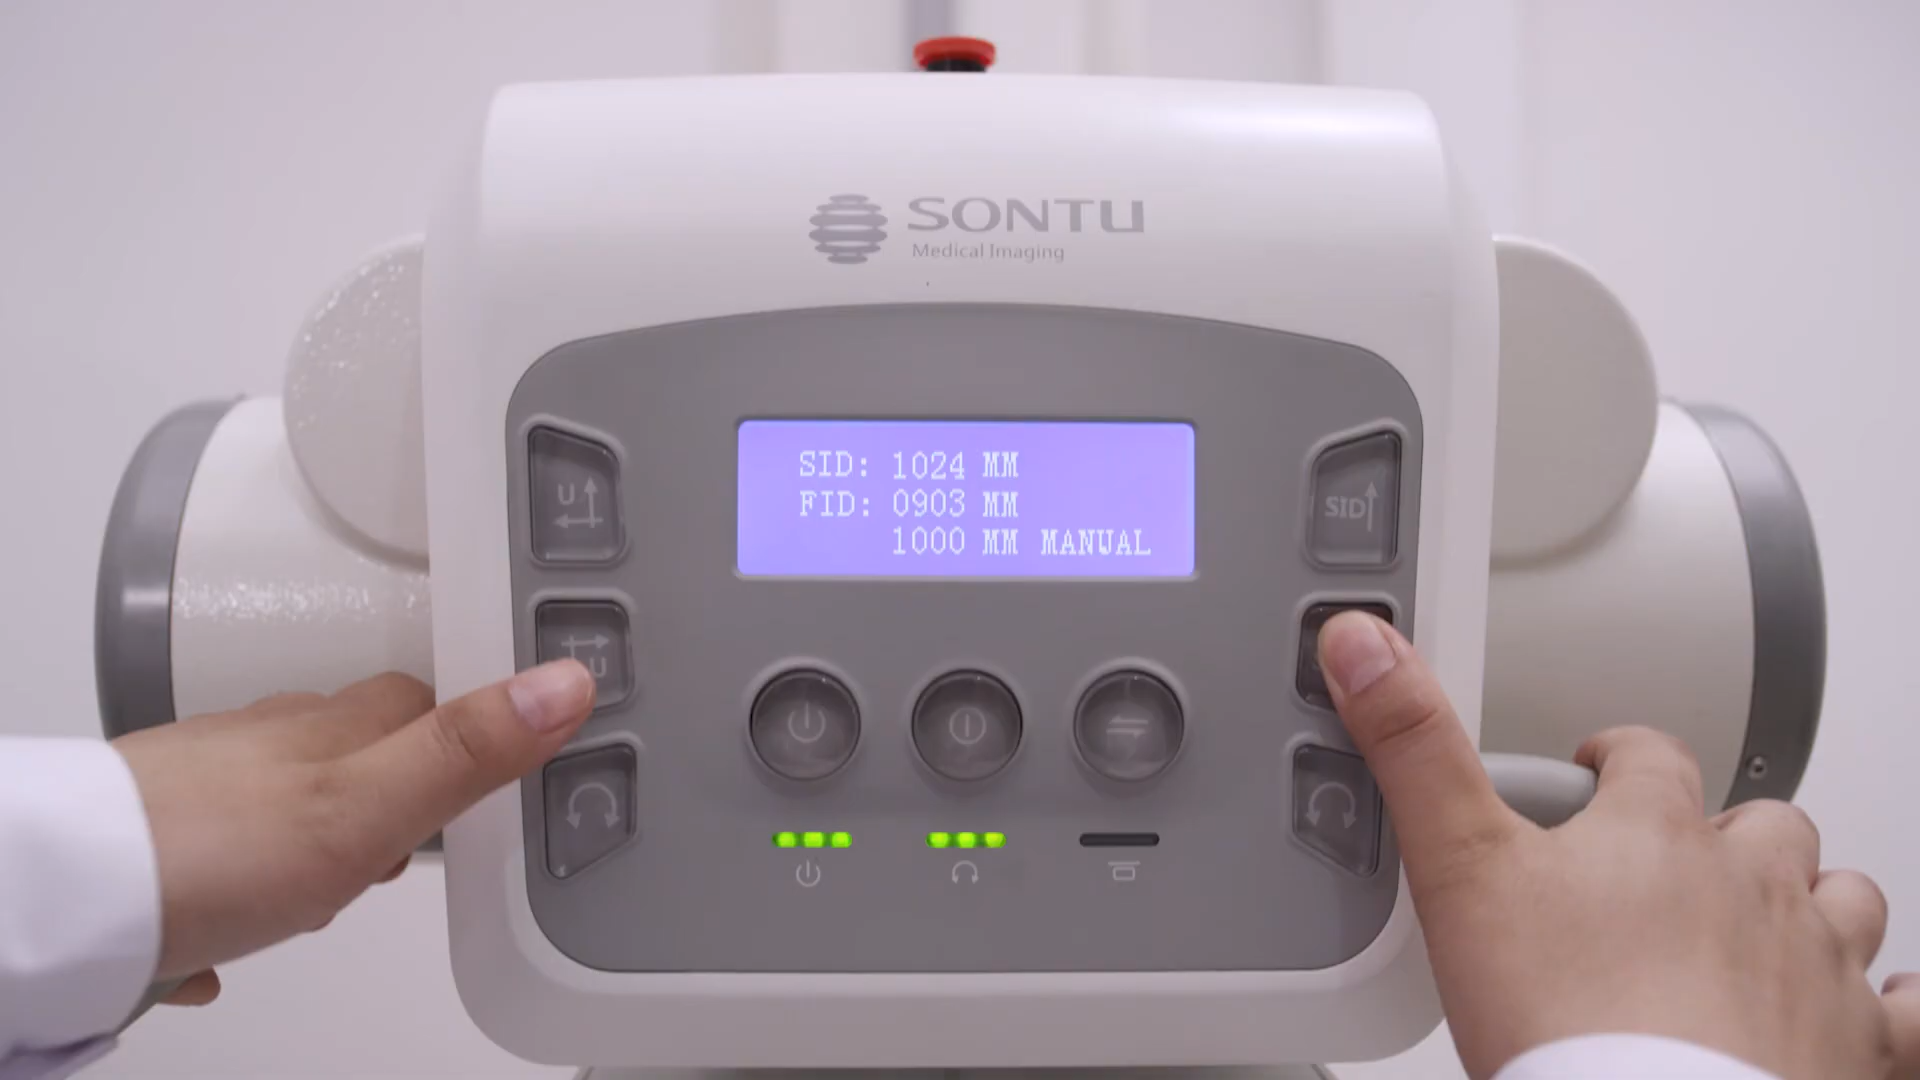 SONTU
Medical Imaging
SID: 1024 MM
FID: 0903 MM
1000 MM MANUAL
U
SID
U